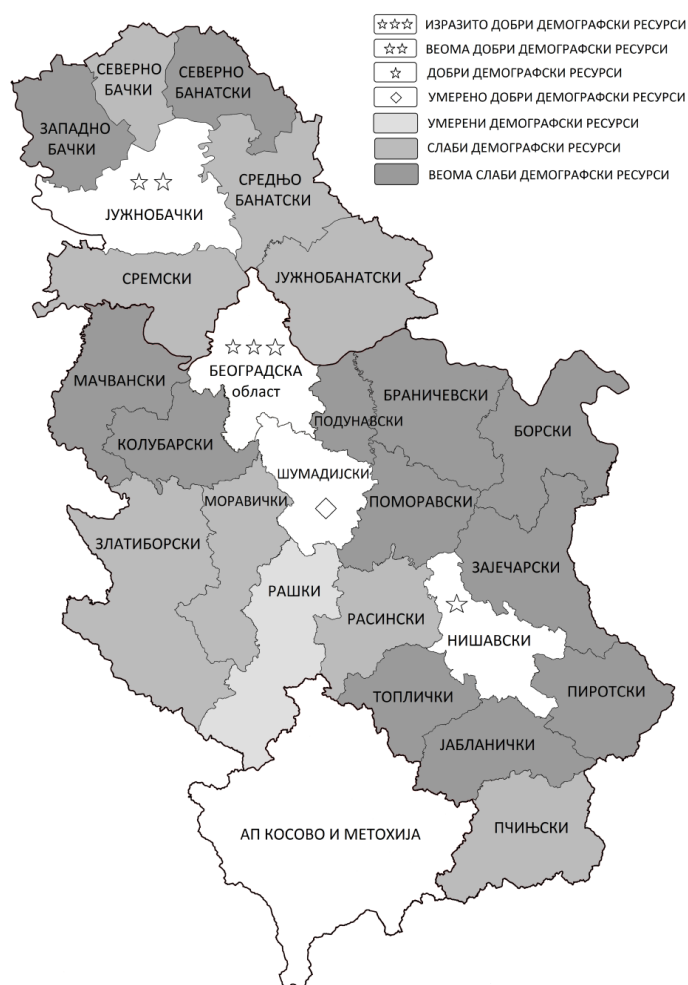 ИЗРАЗИТО ДОБРИ ДЕМОГРАФСКИ РЕСУРСИ
ВЕОМА ДОБРИ ДЕМОГРАФСКИ РЕСУРСИ
ДОБРИ ДЕМОГРАФСКИ РЕСУРСИ
УМЕРЕНО ДОБРИ ДЕМОГРАФСКИ РЕСУРСИ
УМЕРЕНИ ДЕМОГРАФСКИ РЕСУРСИ
СЛАБИ ДЕМОГРАФСКИ РЕСУРСИ
ВЕОМА СЛАБИ ДЕМОГРАФСКИ РЕСУРСИ
СЕВЕРНО
БАЧКИ
СЕВЕРНО
БАНАТСКИ
ЗАПАДНО
БАЧКИ
СРЕДЊО
БАНАТСКИ
ЈУЖНОБАЧКИ
СРЕМСКИ
ЈУЖНОБАНАТСКИ
БЕОГРАДСКА
област
МАЧВАНСКИ
БРАНИЧЕВСКИ
ПОДУНАВСКИ
БОРСКИ
КОЛУБАРСКИ
ШУМАДИЈСКИ
МОРАВИЧКИ
ПОМОРАВСКИ
ЗЛАТИБОРСКИ
ЗАЈЕЧАРСКИ
РАШКИ
РАСИНСКИ
НИШАВСКИ
ТОПЛИЧКИ
ПИРОТСКИ
ЈАБЛАНИЧКИ
АП КОСОВО И МЕТОХИЈА
ПЧИЊСКИ